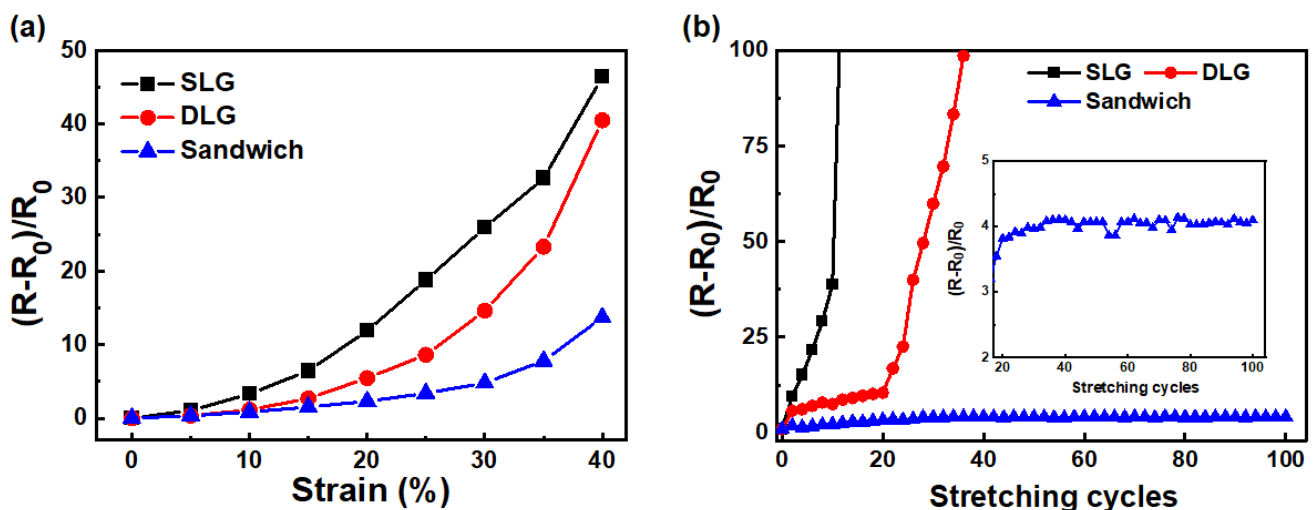 (a)
50
40
30
20
10
0
(R-R0)/R0
SLG
DLG
Sandwich
0 10 20 30 40
Strain (%)
(b)
100
75
50
25
0
(R-R0)/R0
SLG DLG
Sandwich
5
4
3
2
(R-R0)/R0
20 40 60 80 100
Stretching cycles
0 20 40 60 80 100
Stretching cycles